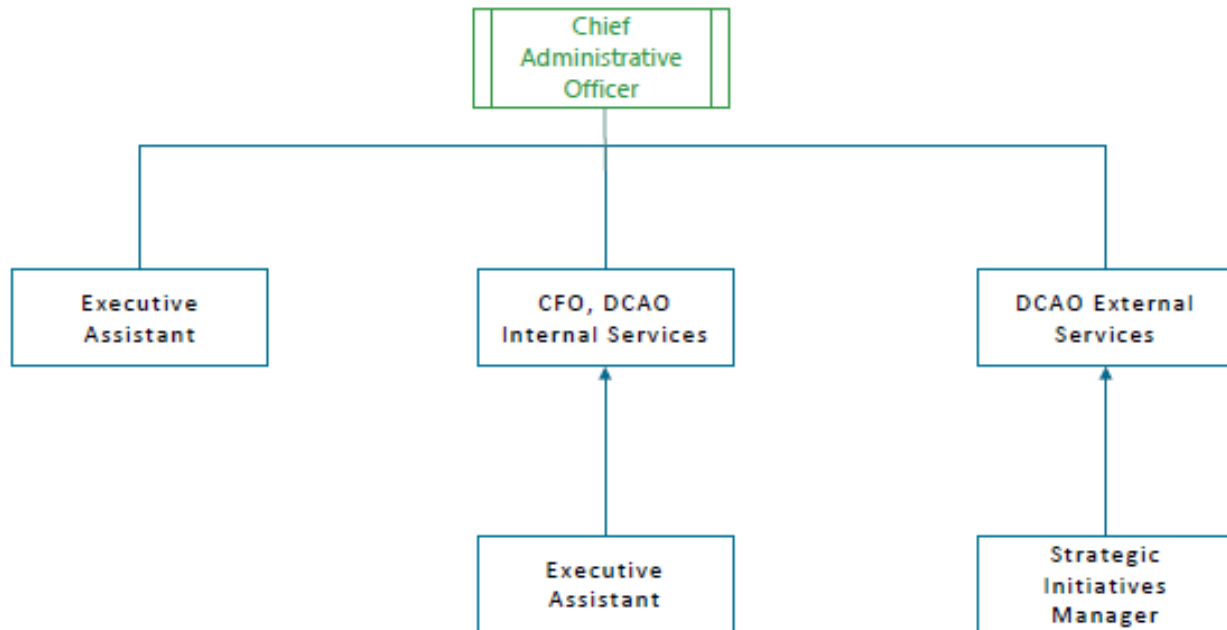 Chief
Administrative
Officer
Executive
Assistant
CFO, DCAO
Internal Services
DCAO External
Services
Executive
Assistant
Strategic
Initiatives
Manager